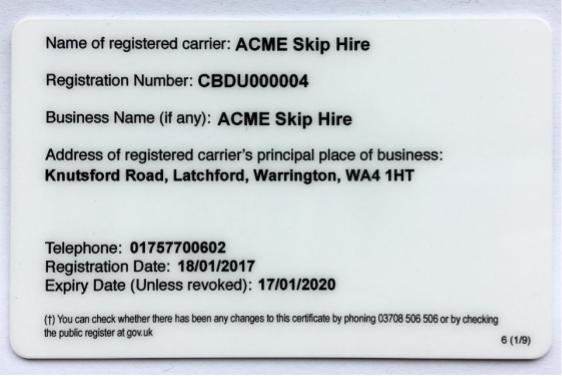 Name of registered carrier: ACME Skip Hire
Registration Number: CBDU000004
Business Name (if any): ACME Skip Hire
Address of registered carrier's principal place of business:
Knutsford Road, Latchford, Warrington, WA4 1HT
Telephone: 01757700602
Registration Date: 18/01/2017
Expiry Date (Unless revoked): 17/01/2020
(†) You can check whether there has been any changes to this certificate by phoning 03708 506 506 or by checking
the public register at gov.uk
6 (1/9)